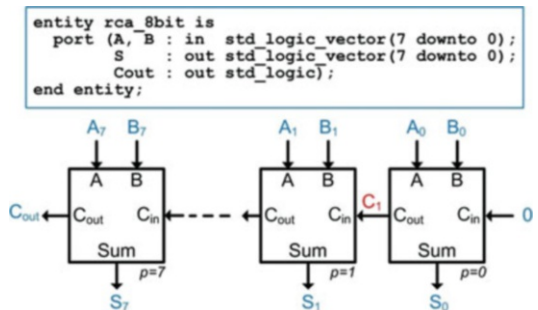 entity rca_8bit is
port (A, B : in std_logic_vector(7 downto 0);
S : out std_logic_vector(7 downto 0);
Cout : out std_logic);
end entity;
A7 B7 A1 B1 A0 B0
A B A B A B
Cout Cout Cin Cout Cin C1 Cout Cin 0
Sum Sum Sum
p=7 p=1 p=0
S7 S1 S0